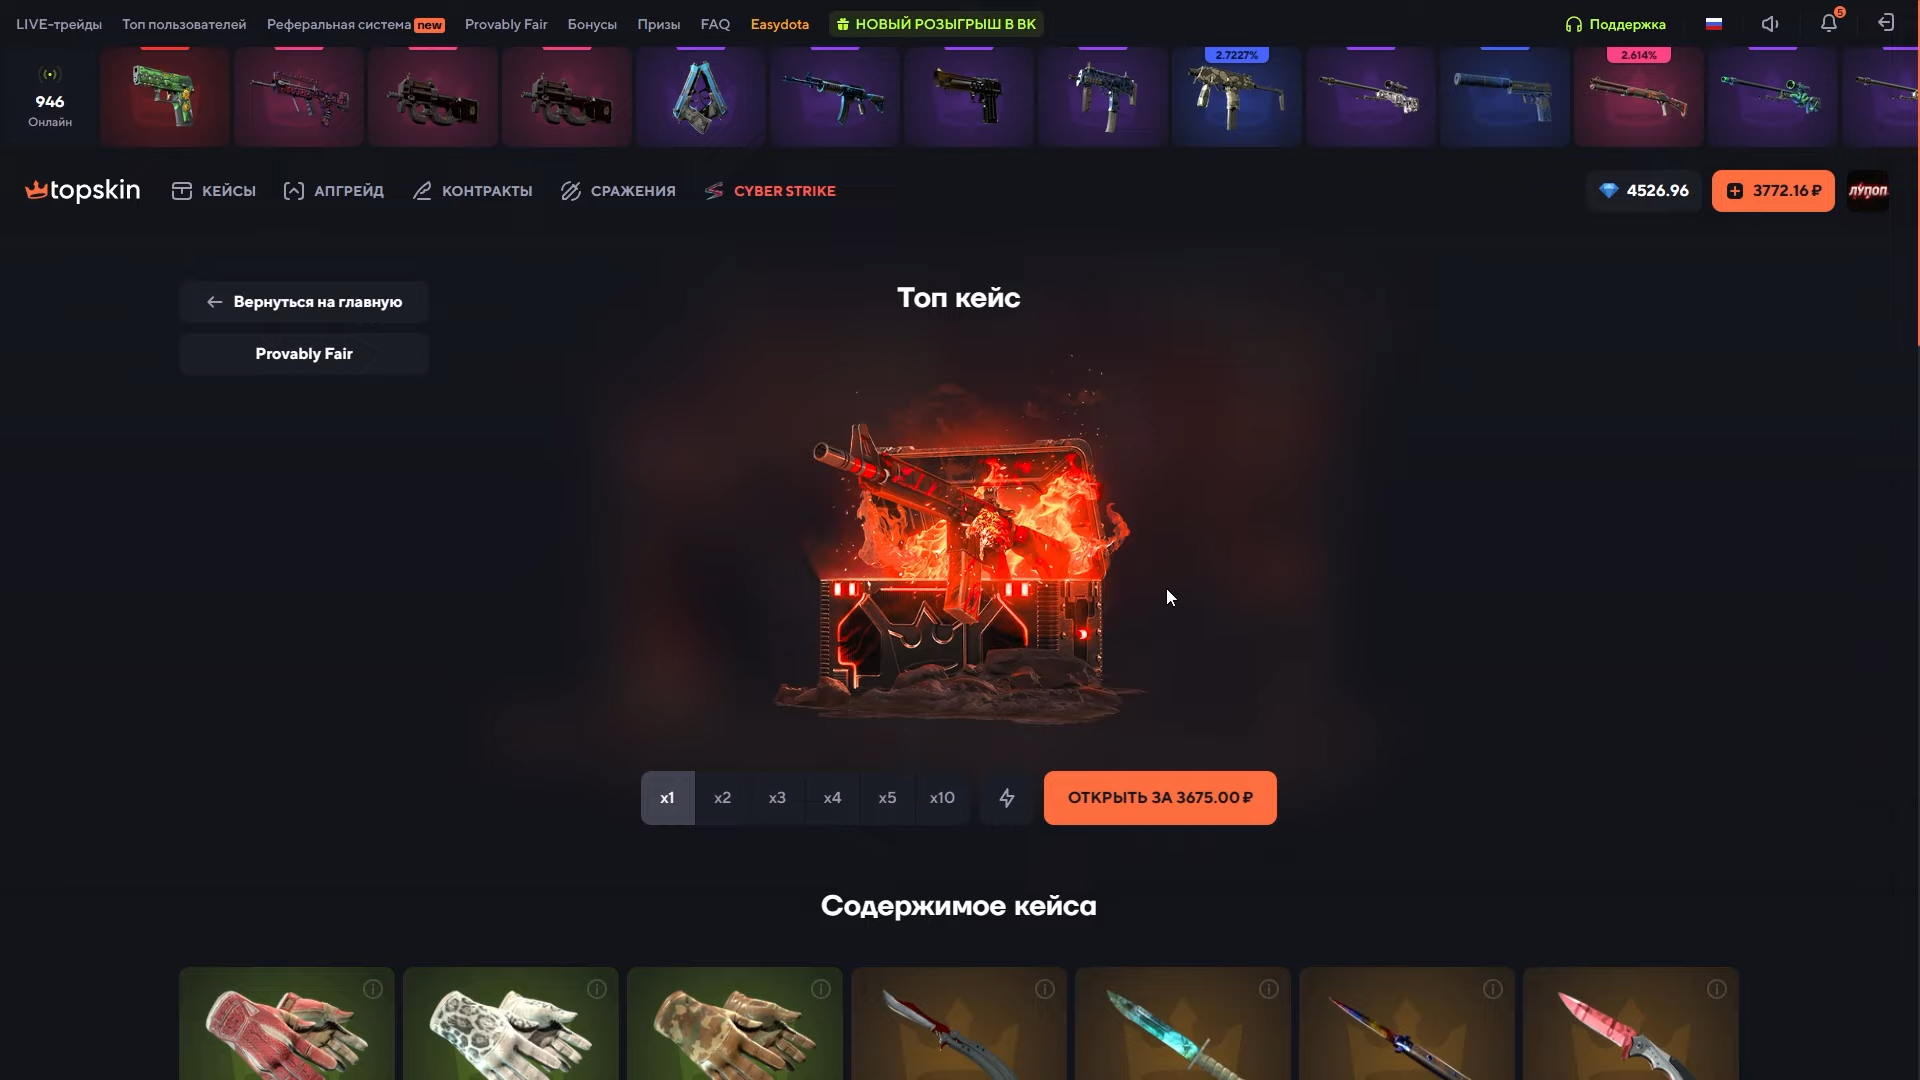 LIVE-трейды Топ пользователей Реферальная система new Provably Fair Бонусы Призы FAQ Easydota НОВЫЙ РОЗЫГРЫШ В ВК Поддержка 5
2.7227% 2.614%
946
Онлайн
topskin КЕЙСЫ АПГРЕЙД КОНТРАКТЫ СРАЖЕНИЯ CYBER STRIKE 4526.96 3772.16 ₽ ЛУПОП
Вернуться на главную
Топ кейс
Provably Fair
x1 x2 x3 x4 x5 x10 ОТКРЫТЬ ЗА 3675.00 ₽
Содержимое кейса